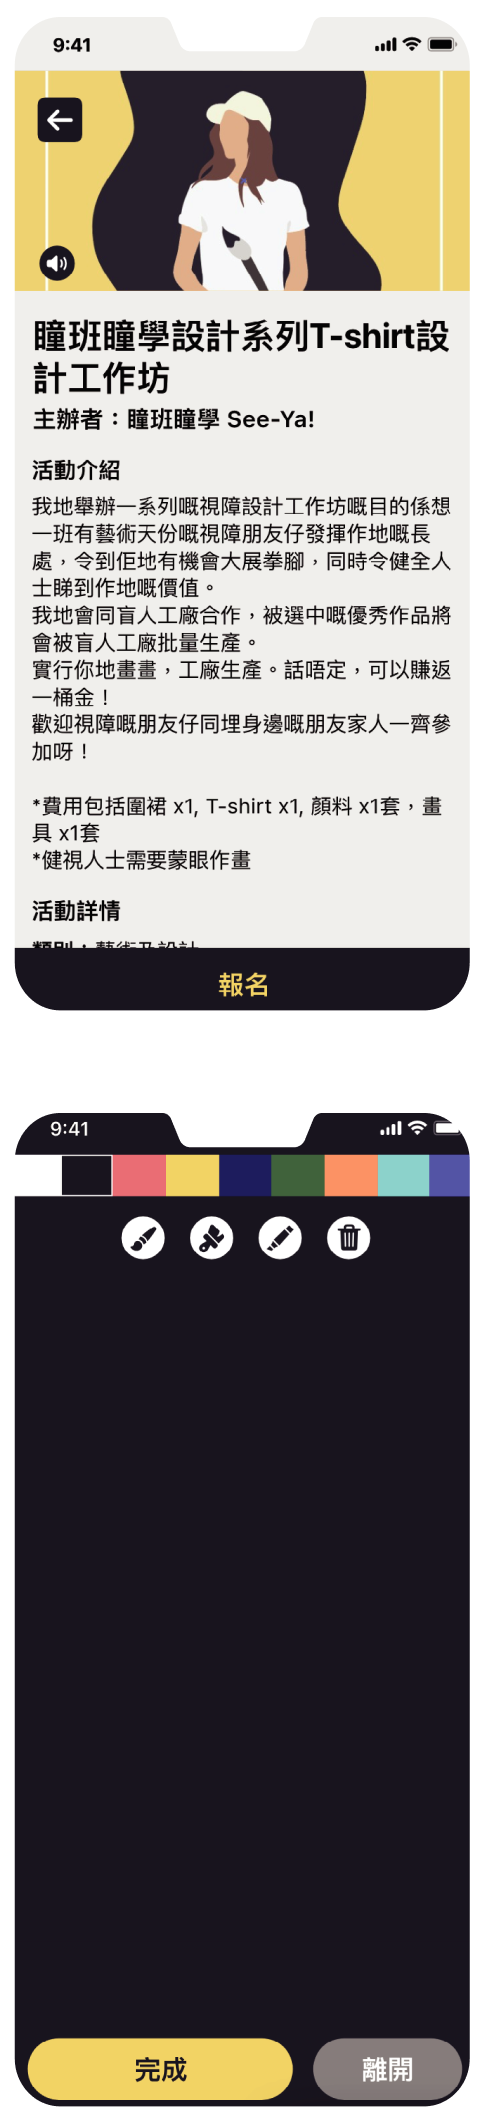 9:41
瞳班瞳學設計系列T-shirt設
計工作坊
主辦者：瞳班瞳學 See-Ya!
活動介紹
我地舉辦一系列嘅視障設計工作坊嘅目的係想
一班有藝術天份嘅視障朋友仔發揮作地嘅長
處，令到佢地有機會大展拳腳，同時令健全人
士睇到作地嘅價值。
我地會同盲人工廠合作，被選中嘅優秀作品將
會被盲人工廠批量生產。
實行你地畫畫，工廠生產。話唔定，可以賺返
一桶金！
歡迎視障嘅朋友仔同埋身邊嘅朋友家人一齊參
加呀！
*費用包括圍裙 x1, T-shirt x1, 顏料 x1套，畫
具 x1套
*健視人士需要蒙眼作畫
活動詳情
類別：藝術及設計
報名
9:41
完成
離開